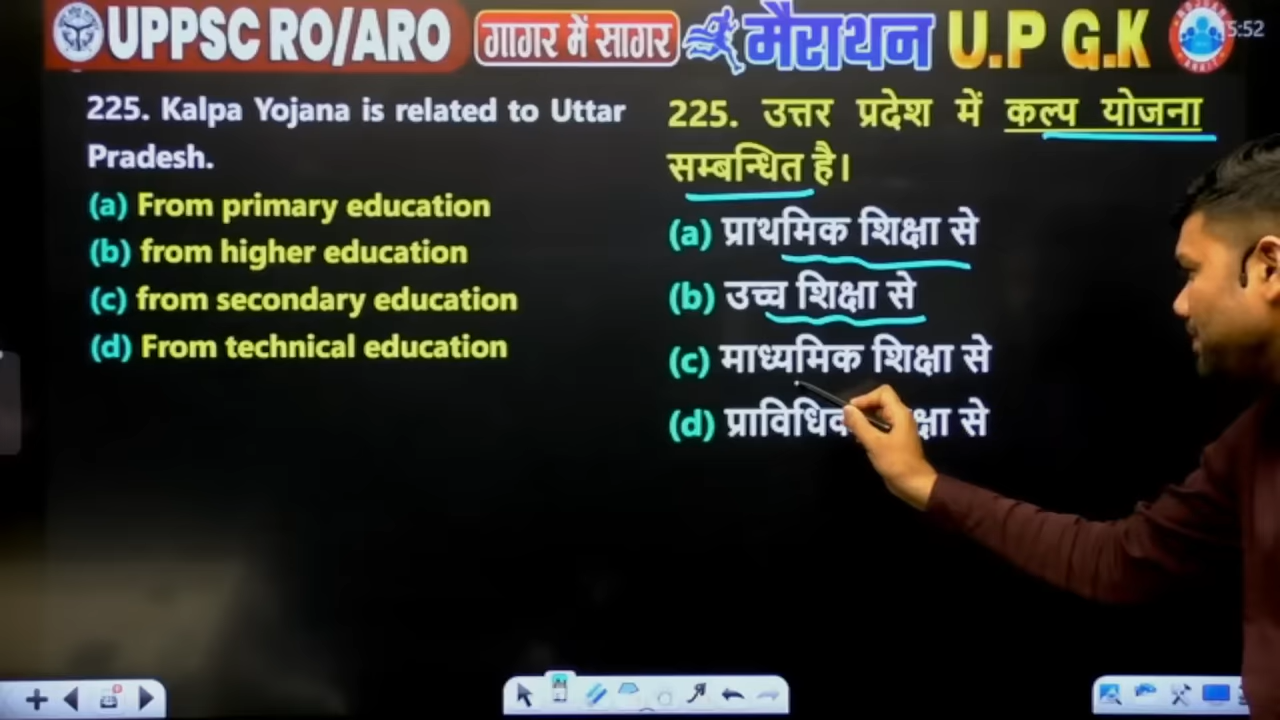 UPPSC RO/ARO गागर में सागर मैराथन U.P G.K
5:52
225. Kalpa Yojana is related to Uttar
Pradesh.
(a) From primary education
(b) from higher education
(c) from secondary education
(d) From technical education
225. उत्तर प्रदेश में कल्प योजना
सम्बन्धित है।
(a) प्राथमिक शिक्षा से
(b) उच्च शिक्षा से
(c) माध्यमिक शिक्षा से
(d) से